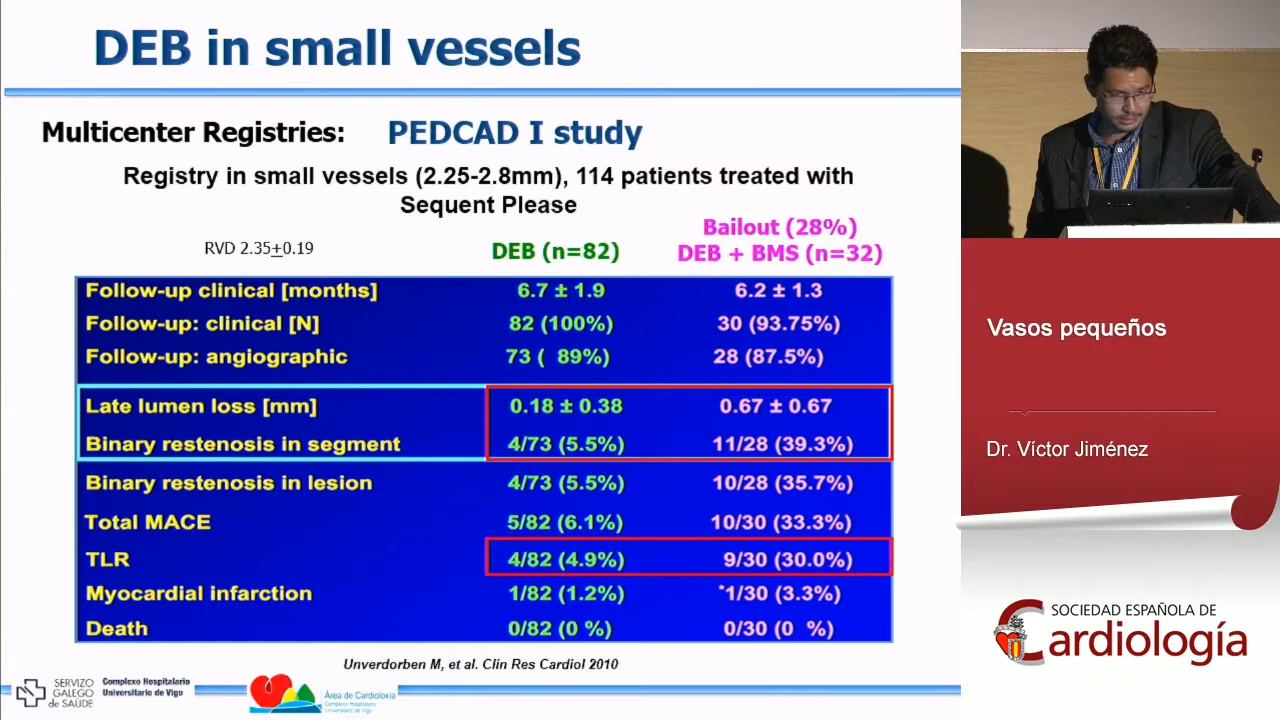 DEB in small vessels
Multicenter Registries: PEDCAD I study
Registry in small vessels (2.25-2.8mm), 114 patients treated with
Sequent Please
RVD 2.35±0.19
DEB (n=82)
Bailout (28%)
DEB + BMS (n=32)
Follow-up clinical [months] 6.7 ± 1.9 6.2 ± 1.3
Follow-up: clinical [N] 82 (100%) 30 (93.75%)
Follow-up: angiographic 73 ( 89%) 28 (87.5%)
Late lumen loss [mm] 0.18 ± 0.38 0.67 ± 0.67
Binary restenosis in segment 4/73 (5.5%) 11/28 (39.3%)
Binary restenosis in lesion 4/73 (5.5%) 10/28 (35.7%)
Total MACE 5/82 (6.1%) 10/30 (33.3%)
TLR 4/82 (4.9%) 9/30 (30.0%)
Myocardial infarction 1/82 (1.2%) *1/30 (3.3%)
Death 0/82 (0 %) 0/30 (0 %)
Unverdorben M, et al. Clin Res Cardiol 2010
SERVIZO
GALEGO
de SAÚDE
Complexo Hospitalario
Universitario de Vigo
Área de Cardioloxía
Complexo Hospitalario
Universitario de Vigo
Vasos pequeños
Dr. Víctor Jiménez
SOCIEDAD ESPAÑOLA DE
Cardiología